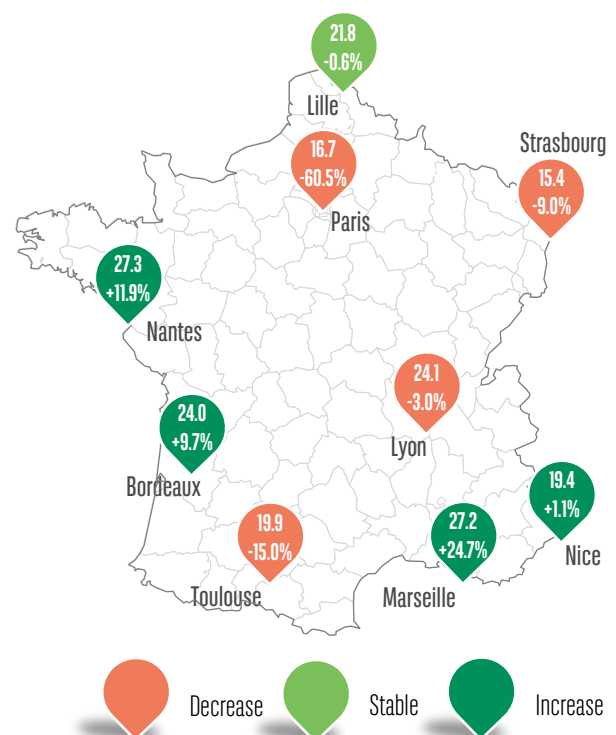 21.8
-0.6%
Lille
16.7
-60.5%
Paris
Strasbourg
15.4
-9.0%
27.3
+11.9%
Nantes
24.1
-3.0%
Lyon
24.0
+9.7%
Bordeaux
19.4
+1.1%
Nice
19.9
-15.0%
Toulouse
27.2
+24.7%
Marseille
Decrease
Stable
Increase